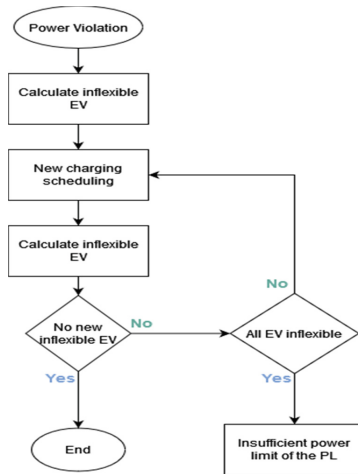 Power Violation
Calculate inflexible
EV
New charging
scheduling
Calculate inflexible
EV
No new
inflexible EV
No
All EV inflexible
No
Yes
Yes
End
Insufficient power
limit of the PL